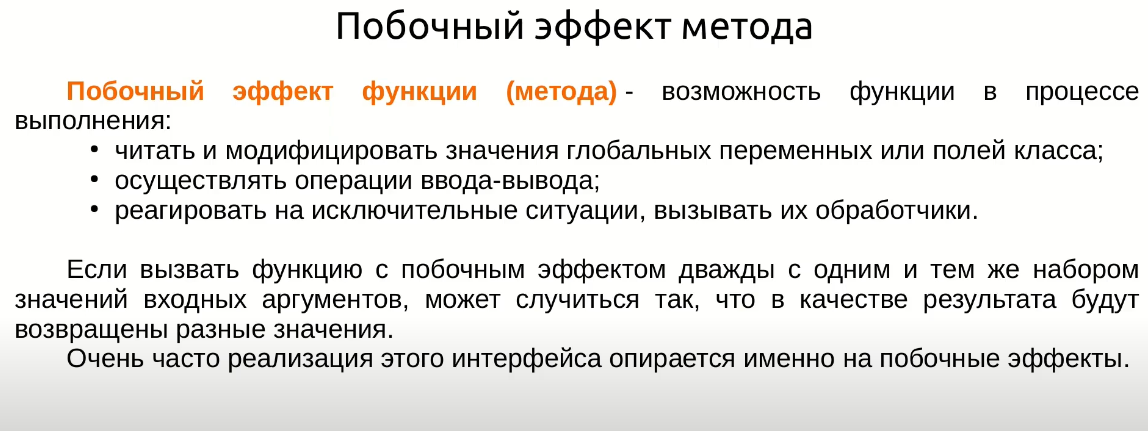 Побочный эффект метода
Побочный эффект функции (метода) - возможность функции в процессе
выполнения:
• читать и модифицировать значения глобальных переменных или полей класса;
• осуществлять операции ввода-вывода;
• реагировать на исключительные ситуации, вызывать их обработчики.
Если вызвать функцию с побочным эффектом дважды с одним и тем же набором
значений входных аргументов, может случиться так, что в качестве результата будут
возвращены разные значения.
Очень часто реализация этого интерфейса опирается именно на побочные эффекты.